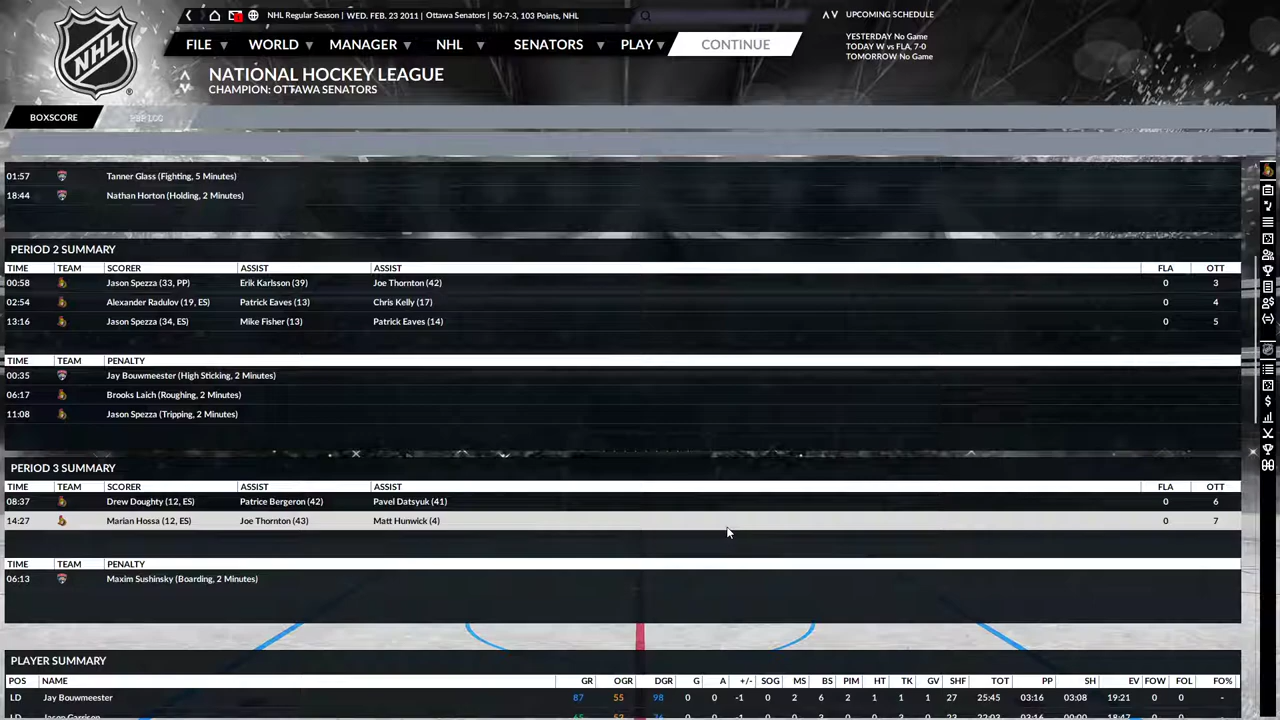 NHL Regular Season | WED. FEB. 23 2011 | Ottawa Senators | 50-7-3, 103 Points, NHL
UPCOMING SCHEDULE
NHL
FILE WORLD MANAGER NHL SENATORS PLAY CONTINUE
YESTERDAY No Game
TODAY W vs FLA, 7-0
TOMORROW No Game
NATIONAL HOCKEY LEAGUE
CHAMPION: OTTAWA SENATORS
BOXSCORE
01:57 Tanner Glass (Fighting, 5 Minutes)
18:44 Nathan Horton (Holding, 2 Minutes)
PERIOD 2 SUMMARY
TIME TEAM SCORER ASSIST ASSIST FLA OTT
00:58 Jason Spezza (33, PP) Erik Karlsson (39) Joe Thornton (42) 0 3
02:54 Alexander Radulov (19, ES) Patrick Eaves (13) Chris Kelly (17) 0 4
13:16 Jason Spezza (34, ES) Mike Fisher (13) Patrick Eaves (14) 0 5
TIME TEAM PENALTY
00:35 Jay Bouwmeester (High Sticking, 2 Minutes)
06:17 Brooks Laich (Roughing, 2 Minutes)
11:08 Jason Spezza (Tripping, 2 Minutes)
PERIOD 3 SUMMARY
TIME TEAM SCORER ASSIST ASSIST FLA OTT
08:37 Drew Doughty (12, ES) Patrice Bergeron (42) Pavel Datsyuk (41) 0 6
14:27 Marian Hossa (12, ES) Joe Thornton (43) Matt Hunwick (4) 0 7
TIME TEAM PENALTY
06:13 Maxim Sushinsky (Boarding, 2 Minutes)
PLAYER SUMMARY
POS NAME GR OGR DGR G A +/- SOG MS BS PIM HT TK GV SHF TOT PP SH EV FOW FOL FO%
LD Jay Bouwmeester 87 55 98 0 0 -1 0 2 6 2 1 1 1 27 25:45 03:16 03:08 19:21 0 0 -